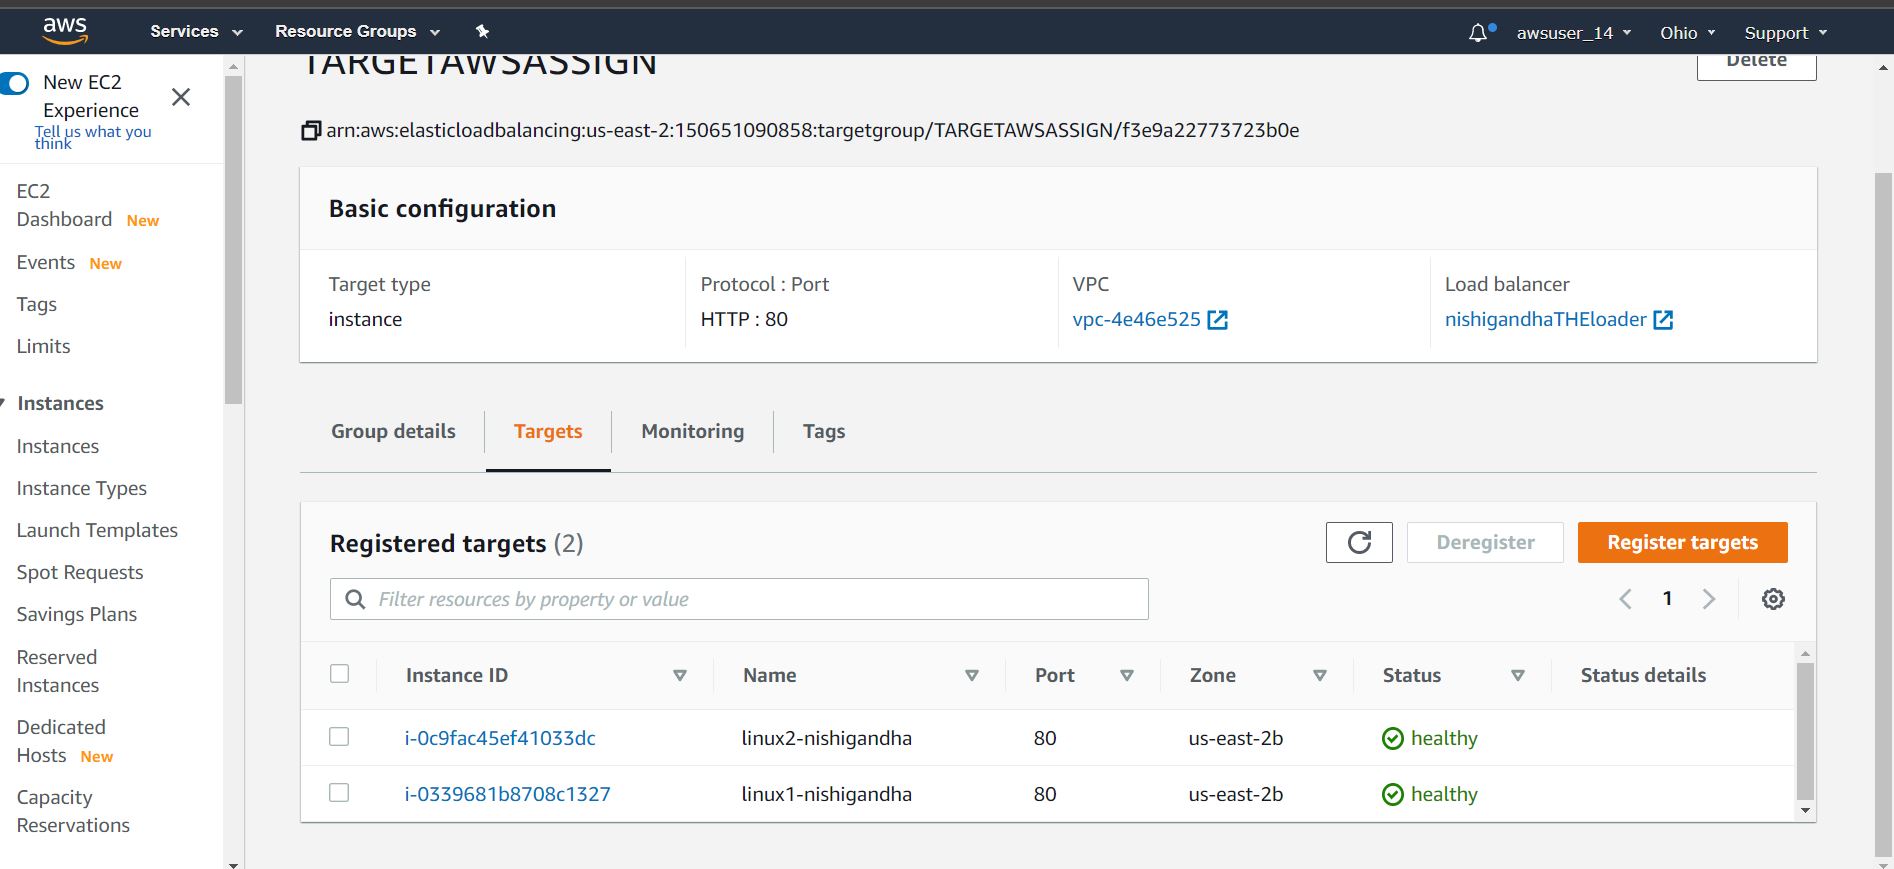 aws Services Resource Groups awsuser_14 Ohio Support
New EC2
Experience
Tell us what you
think
EC2
Dashboard New
Events New
Tags
Limits
Instances
Instances
Instance Types
Launch Templates
Spot Requests
Savings Plans
Reserved
Instances
Dedicated
Hosts New
Capacity
Reservations
TARGETAWSASSIGN
Delete
arn:aws:elasticloadbalancing:us-east-2:150651090858:targetgroup/TARGETAWSASSIGN/f3e9a22773723b0e
Basic configuration
Target type Protocol : Port VPC Load balancer
instance HTTP : 80 vpc-4e46e525 nishigandhaTHEloader
Group details Targets Monitoring Tags
Registered targets (2) Deregister Register targets
Filter resources by property or value 1
Instance ID Name Port Zone Status Status details
i-0c9fac45ef41033dc linux2-nishigandha 80 us-east-2b healthy
i-0339681b8708c1327 linux1-nishigandha 80 us-east-2b healthy